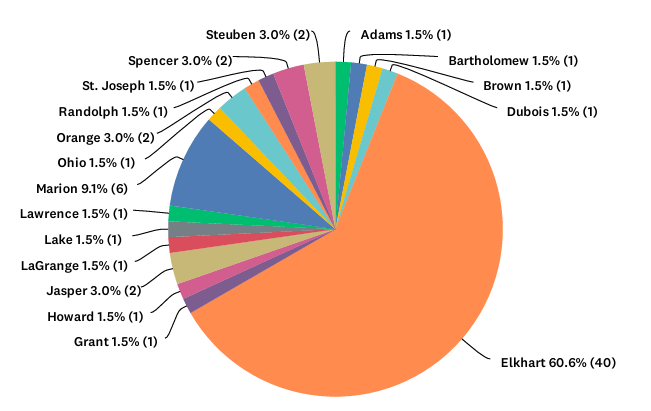 Steuben 3.0% (2)
Adams 1.5% (1)
Spencer 3.0% (2)
Bartholomew 1.5% (1)
St. Joseph 1.5% (1)
Brown 1.5% (1)
Randolph 1.5% (1)
Dubois 1.5% (1)
Orange 3.0% (2)
Ohio 1.5% (1)
Marion 9.1% (6)
Lawrence 1.5% (1)
Lake 1.5% (1)
LaGrange 1.5% (1)
Jasper 3.0% (2)
Howard 1.5% (1)
Grant 1.5% (1)
Elkhart 60.6% (40)